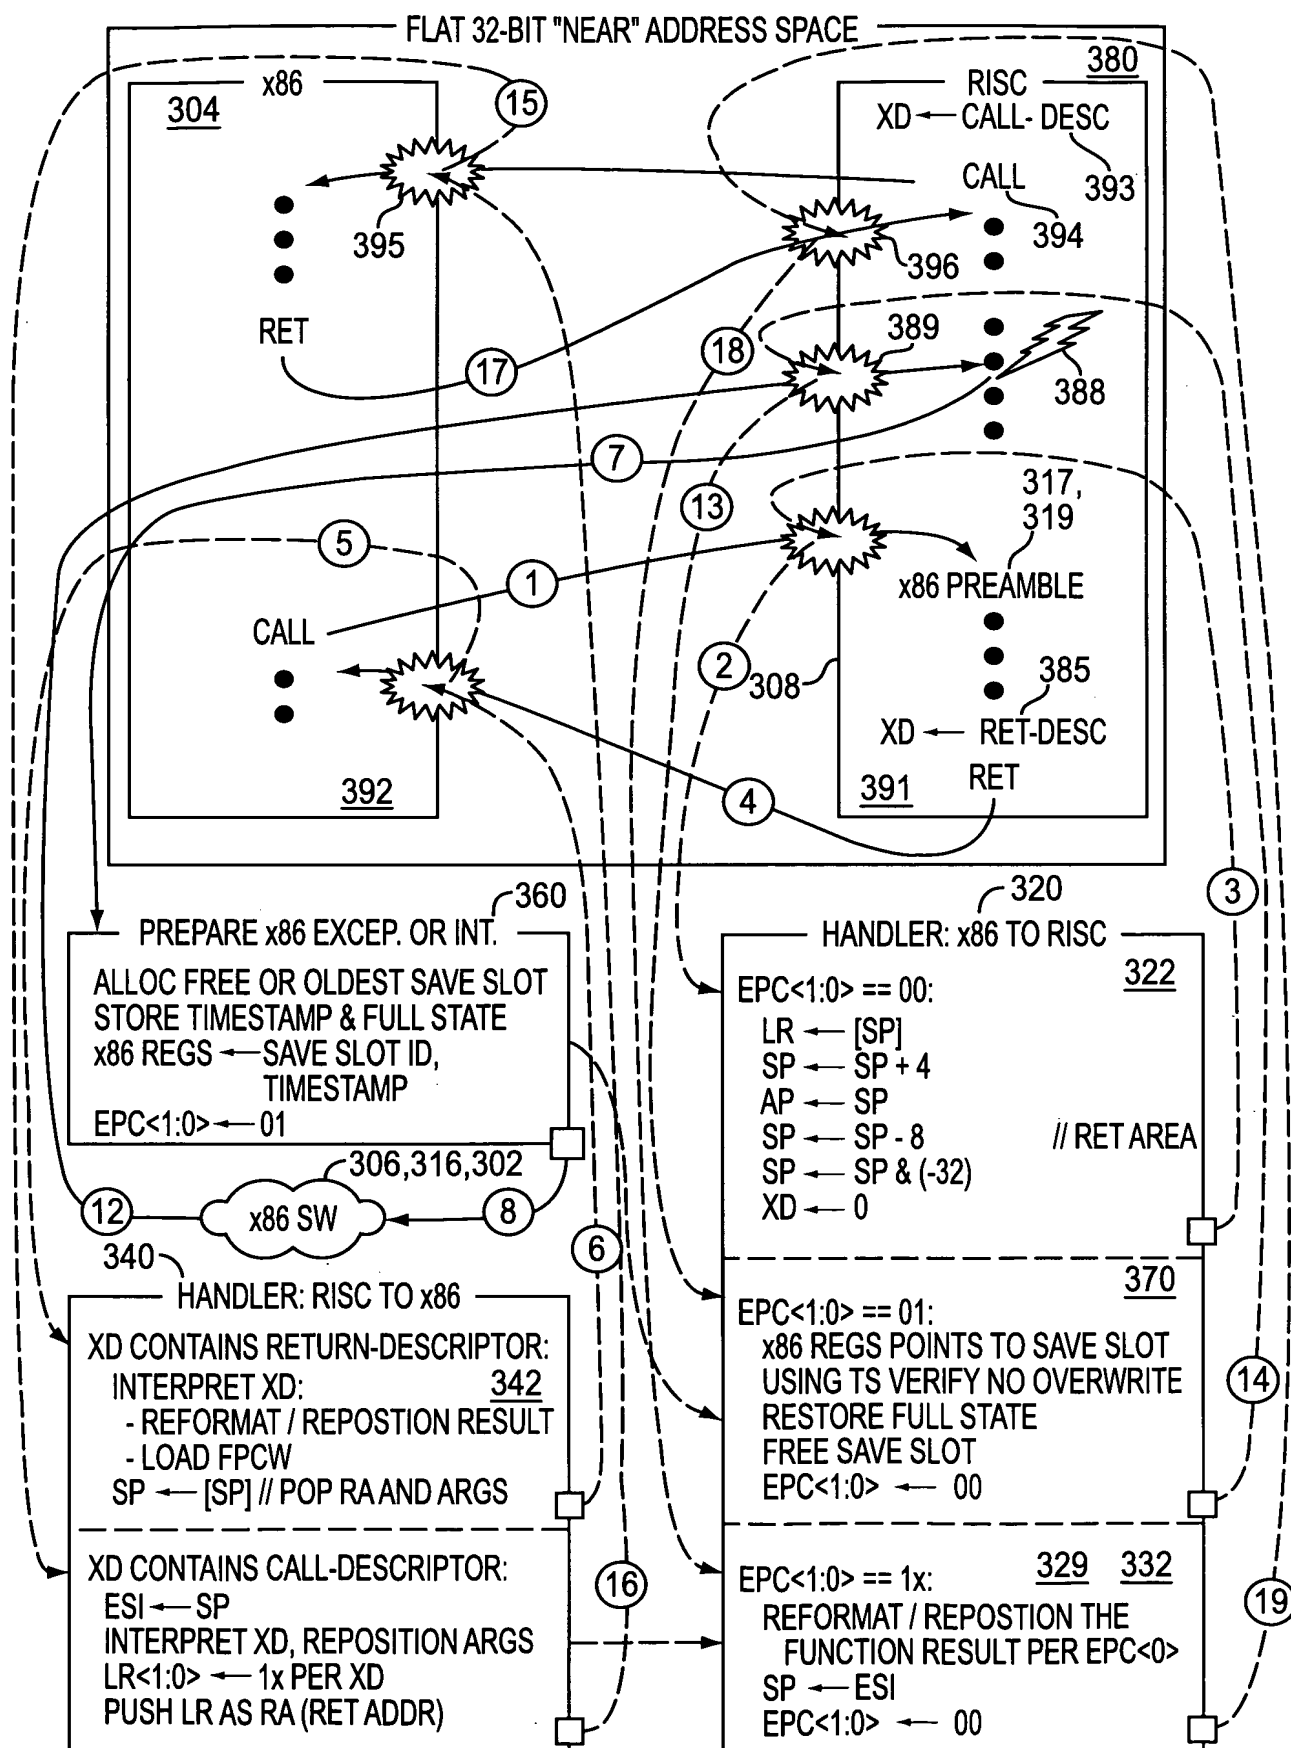 FLAT 32-BIT "NEAR" ADDRESS SPACE
x86
304
15
RISC
380
XD ← CALL- DESC
393
CALL
394
395
396
RET
17
18
389
388
7
13
317,
319
5
1
x86 PREAMBLE
CALL
2
308
385
XD ← RET-DESC
392
4
391
RET
360
PREPARE x86 EXCEP. OR INT.
ALLOC FREE OR OLDEST SAVE SLOT
STORE TIMESTAMP & FULL STATE
x86 REGS ← SAVE SLOT ID,
TIMESTAMP
EPC<1:0> ← 01
306,316,302
12
x86 SW
8
320
3
HANDLER: x86 TO RISC
322
EPC<1:0> == 00:
LR ← [SP]
SP ← SP + 4
AP ← SP
SP ← SP - 8 // RET AREA
SP ← SP & (-32)
XD ← 0
6
340
HANDLER: RISC TO x86
XD CONTAINS RETURN-DESCRIPTOR:
INTERPRET XD: 342
- REFORMAT / REPOSTION RESULT
- LOAD FPCW
SP ← [SP] // POP RA AND ARGS
370
EPC<1:0> == 01:
x86 REGS POINTS TO SAVE SLOT
USING TS VERIFY NO OVERWRITE
RESTORE FULL STATE
FREE SAVE SLOT
EPC<1:0> ← 00
14
XD CONTAINS CALL-DESCRIPTOR:
ESI ← SP
INTERPRET XD, REPOSITION ARGS
LR<1:0> ← 1x PER XD
PUSH LR AS RA (RET ADDR)
16
EPC<1:0> == 1x: 329 332
REFORMAT / REPOSTION THE
FUNCTION RESULT PER EPC<0>
SP ← ESI
EPC<1:0> ← 00
19